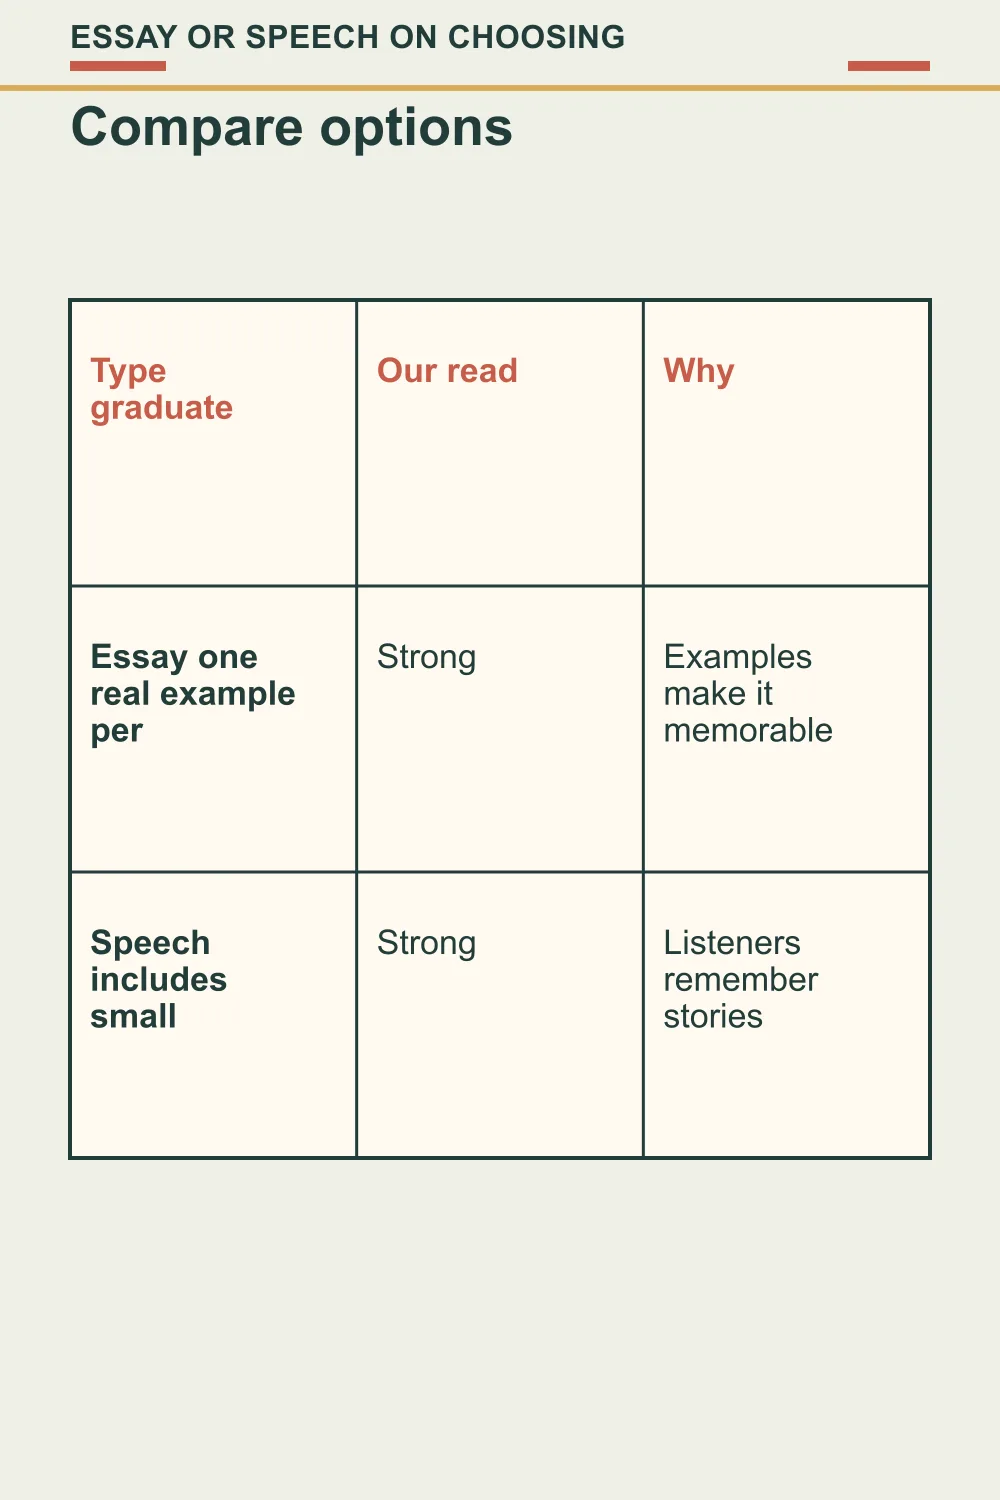 ESSAY OR SPEECH ON CHOOSING
Compare options
Type
graduate
Our read
Why
Essay one
real example
per
Strong
Examples
make it
memorable
Speech
includes
small
Strong
Listeners
remember
stories